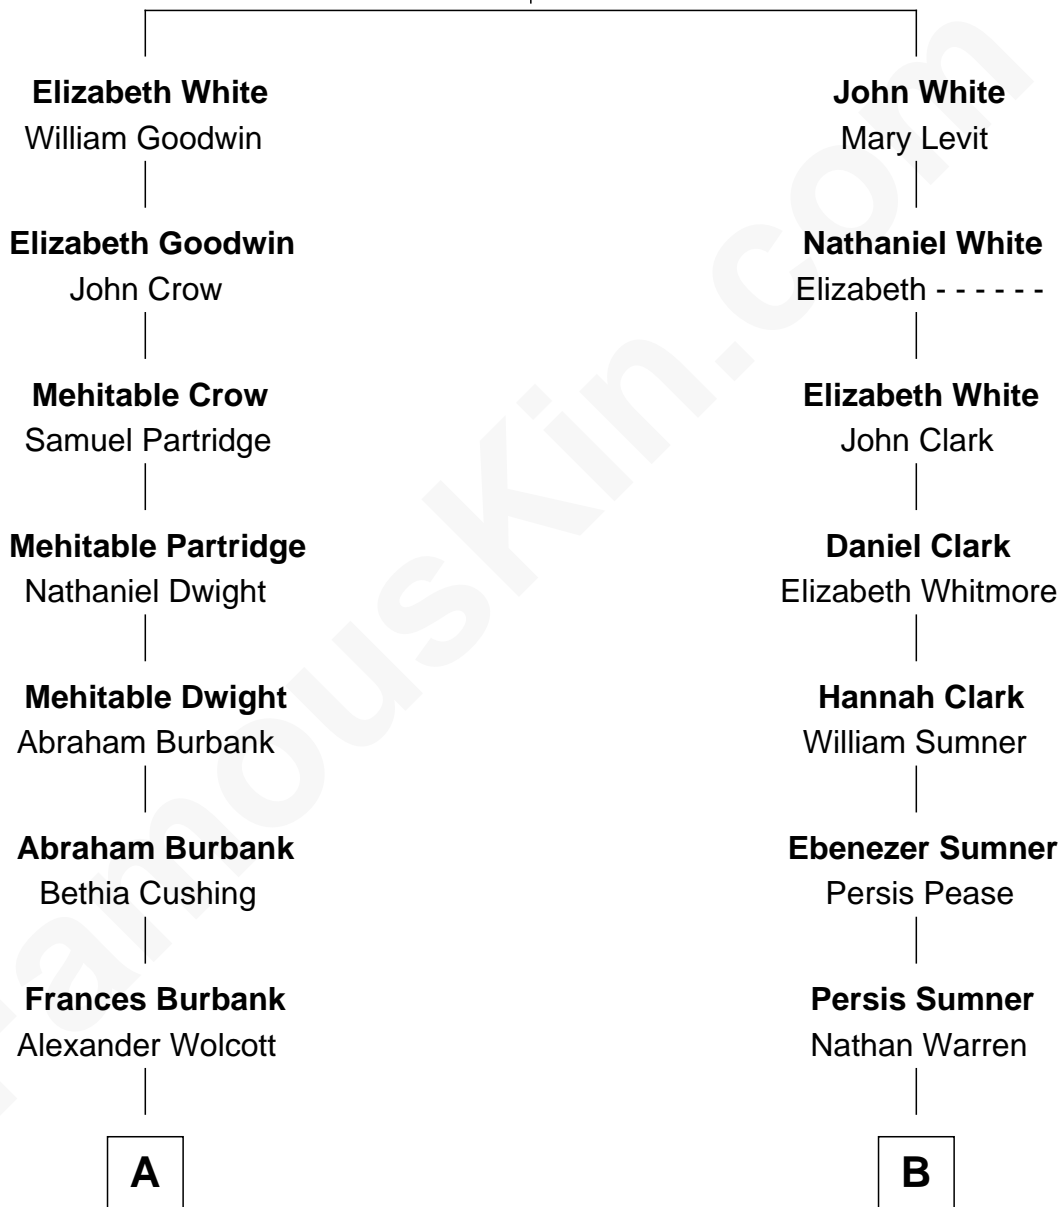 Elizabeth White
William Goodwin
Elizabeth Goodwin
John Crow
Mehitable Crow
Samuel Partridge
Mehitable Partridge
Nathaniel Dwight
Mehitable Dwight
Abraham Burbank
Abraham Burbank
Bethia Cushing
Frances Burbank
Alexander Wolcott
A
John White
Mary Levit
Nathaniel White
Elizabeth - - - - - -
Elizabeth White
John Clark
Daniel Clark
Elizabeth Whitmore
Hannah Clark
William Sumner
Ebenezer Sumner
Persis Pease
Persis Sumner
Nathan Warren
B
FamousKin.com